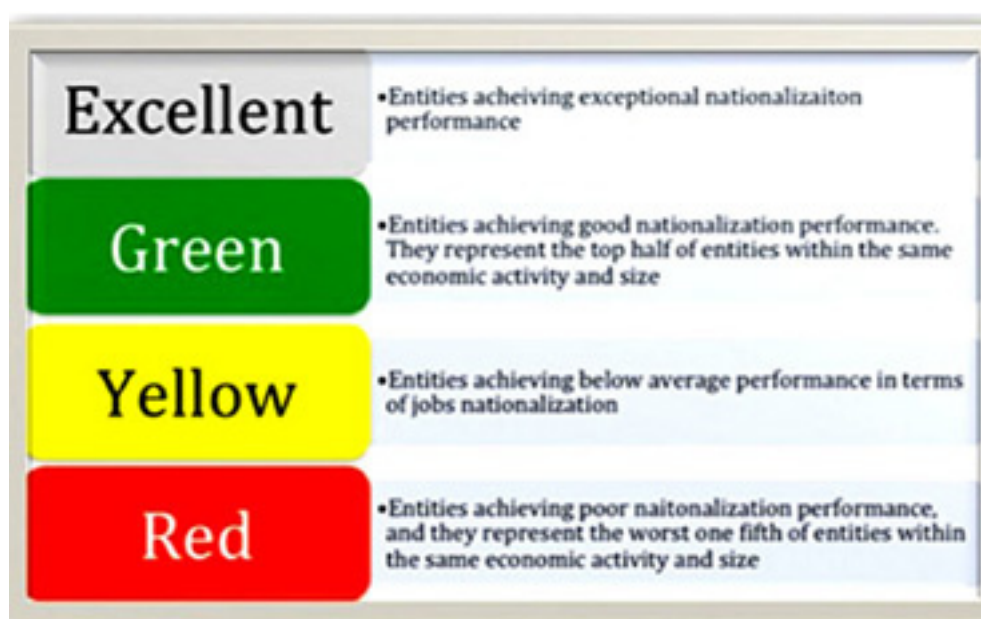 Excellent
•Entities acheiving exceptional nationalizaiton
performance
Green
•Entities achieving good nationalization performance.
They represent the top half of entities within the same
economic activity and size
Yellow
•Entities achieving below average performance in terms
of jobs nationalization
Red
•Entities achieving poor naitonalization performance,
and they represent the worst one fifth of entities within
the same economic activity and size